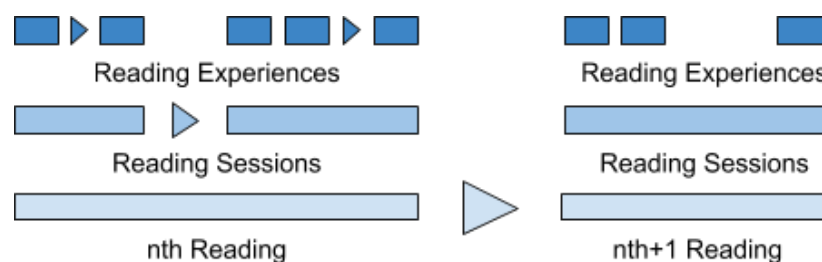 Reading Experiences
Reading Experiences
Reading Sessions
Reading Sessions
nth Reading
nth+1 Reading